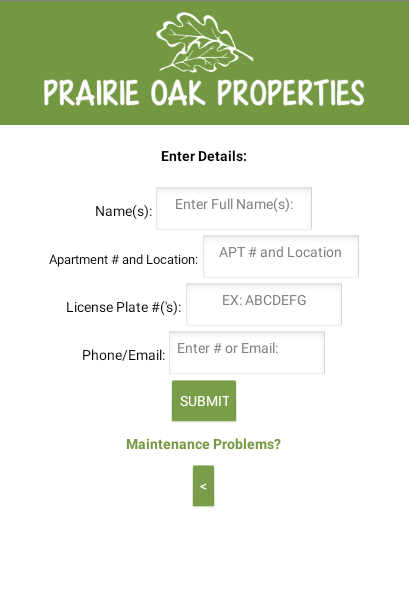 PRAIRIE OAK PROPERTIES
Enter Details:
Name(s): Enter Full Name(s):
Apartment # and Location: APT # and Location
License Plate #('s): EX: ABCDEFG
Phone/Email: Enter # or Email:
SUBMIT
Maintenance Problems?
<